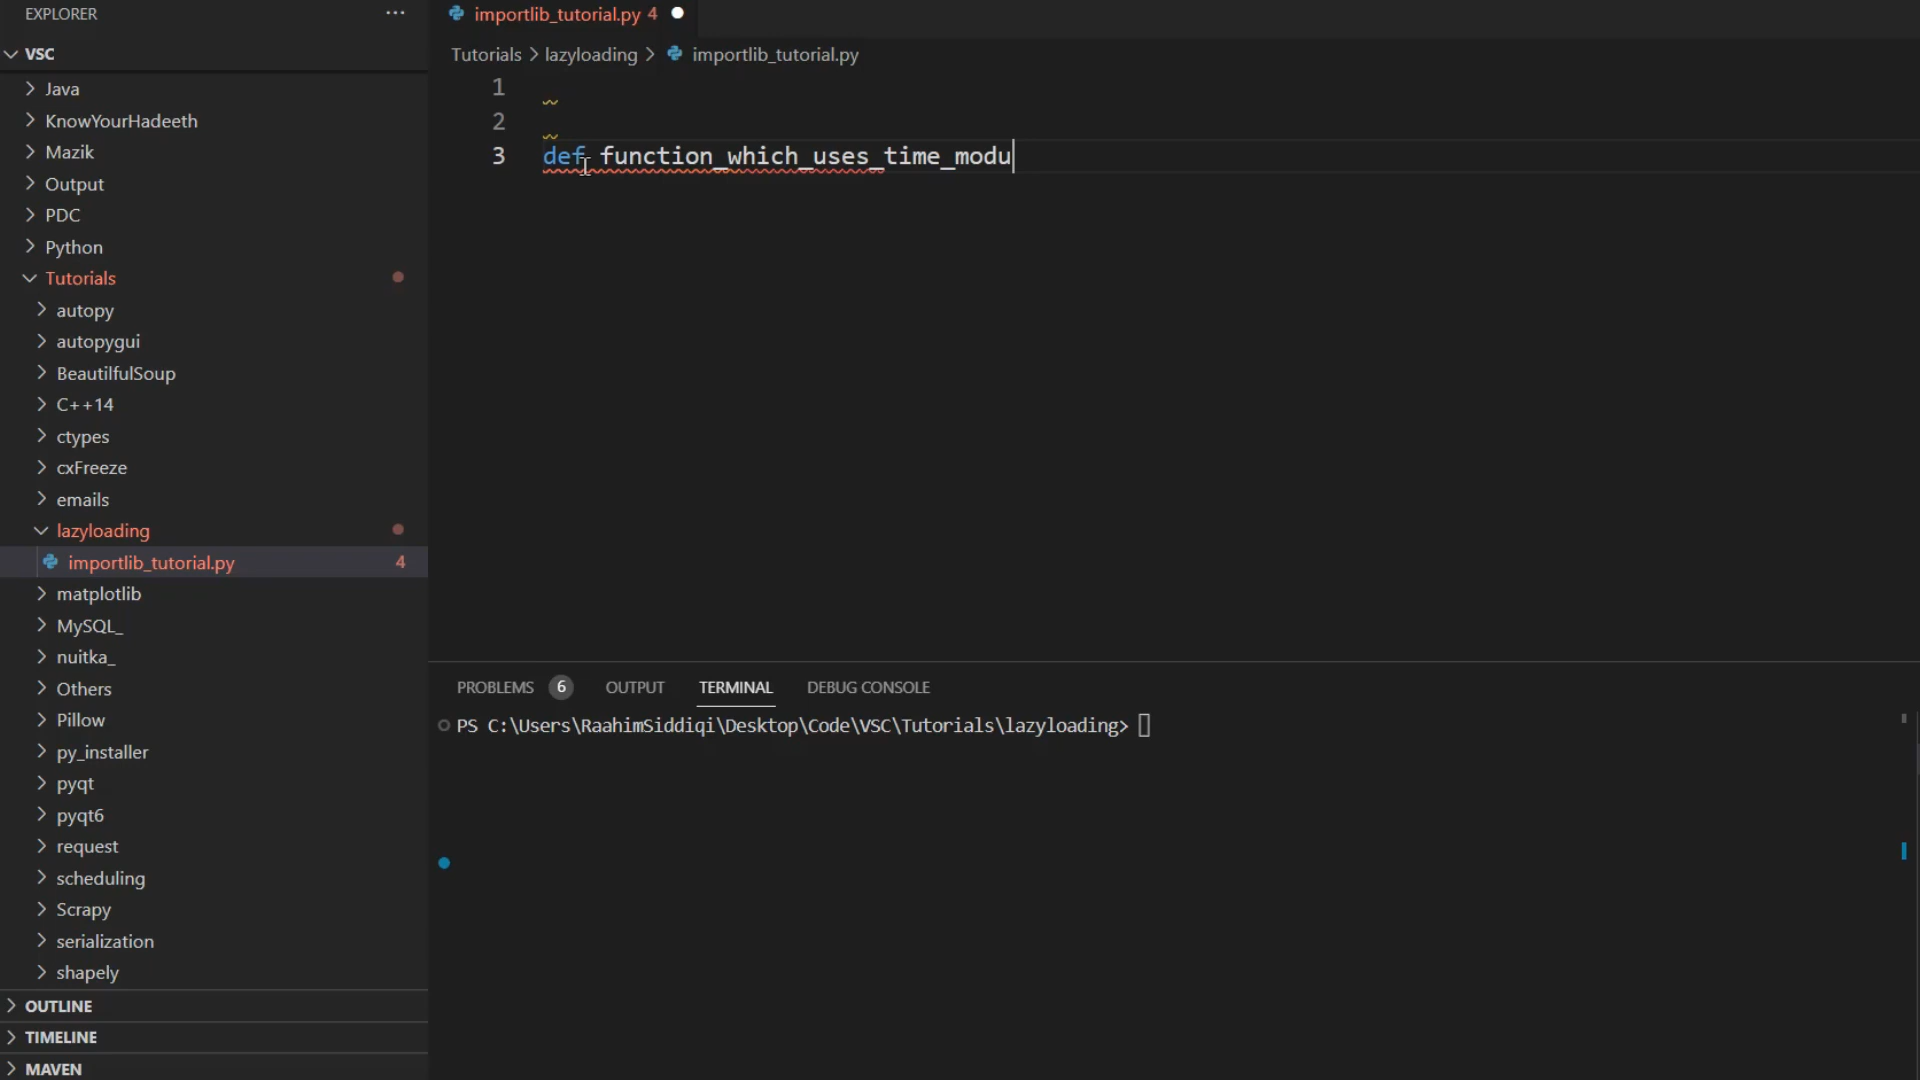 EXPLORER
VSC
Java
KnowYourHadeeth
Mazik
Output
PDC
Python
Tutorials
autopy
autopygui
BeautilfulSoup
C++14
ctypes
cxFreeze
emails
lazyloading
importlib_tutorial.py 4
matplotlib
MySQL_
nuitka_
Others
Pillow
py_installer
pyqt
pyqt6
request
scheduling
Scrapy
serialization
shapely
OUTLINE
TIMELINE
MAVEN
importlib_tutorial.py 4
Tutorials > lazyloading > importlib_tutorial.py
1
2
3 def function_which_uses_time_modu
PROBLEMS 6 OUTPUT TERMINAL DEBUG CONSOLE
PS C:\Users\RaahimSiddiqi\Desktop\Code\VSC\Tutorials\lazyloading>